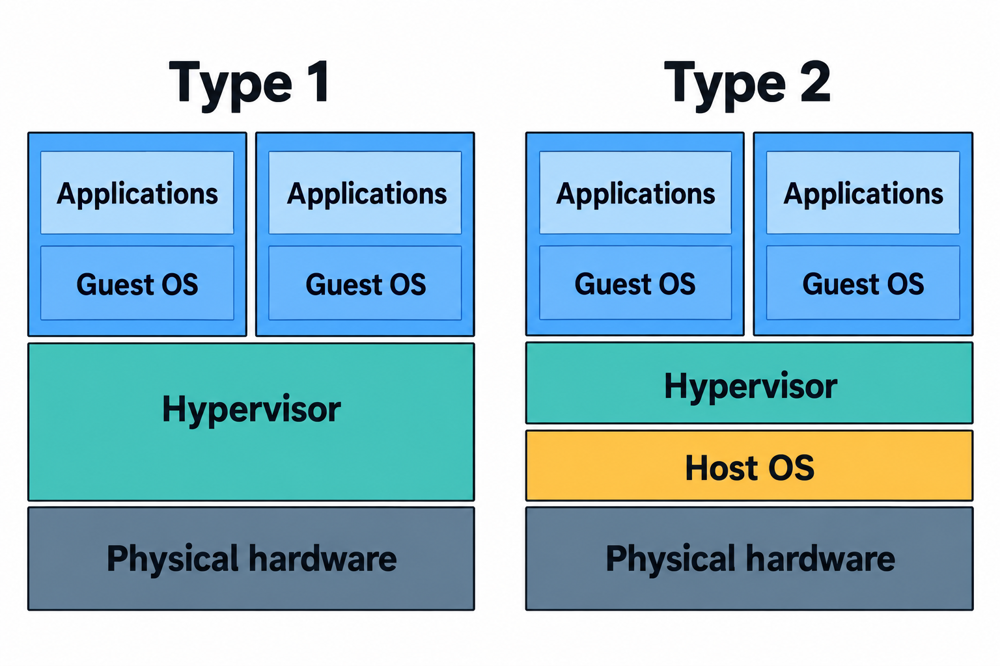 Type 1
Applications
Applications
Guest OS
Guest OS
Hypervisor
Physical hardware
Type 2
Applications
Applications
Guest OS
Guest OS
Hypervisor
Host OS
Physical hardware